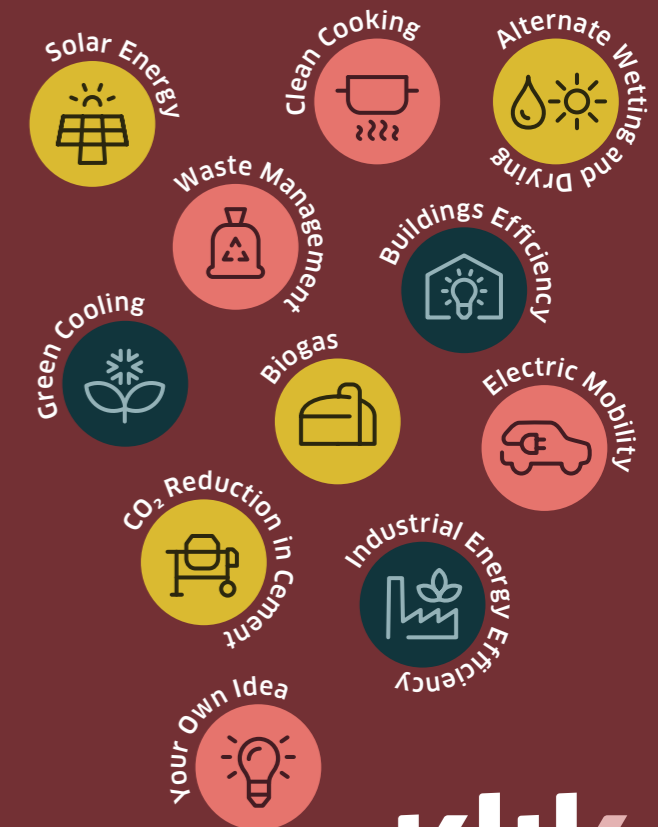 Solar Energy
Clean Cooking
Alternate Wetting and Drying
Waste Management
Buildings Efficiency
Green Cooling
Biogas
Electric Mobility
CO₂ Reduction in Cement
Industrial Energy Efficiency
Your Own Idea